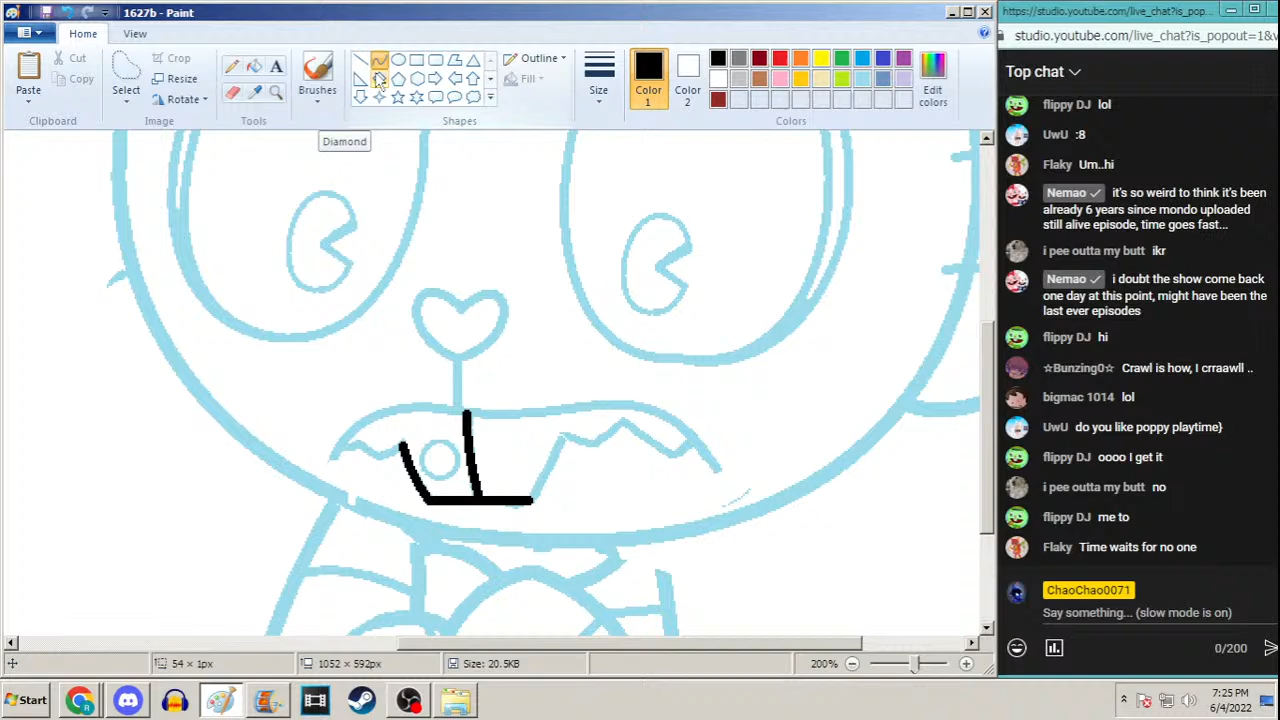 1627b - Paint
https://studio.youtube.com/live_chat?is_pop...
Home
View
studio.youtube.com/live_chat?is_popout=1&v
Paste
Cut
Copy
Clipboard
Select
Crop
Resize
Rotate
Image
Tools
Brushes
Outline
Fill
Shapes
Size
Color 1
Color 2
Edit colors
Colors
Diamond
Top chat
flippy DJ lol
UwU :8
Flaky Um..hi
Nemao it's so weird to think it's been
already 6 years since mondo uploaded
still alive episode, time goes fast...
i pee outta my butt ikr
Nemao i doubt the show come back
one day at this point, might have been the
last ever episodes
flippy DJ hi
☆Bunzing0☆ Crawl is how, I crraawll ..
bigmac 1014 lol
UwU do you like poppy playtime}
flippy DJ oooo I get it
i pee outta my butt no
flippy DJ me to
Flaky Time waits for no one
ChaoChao0071
Say something... (slow mode is on)
0/200
54 × 1px
1052 × 592px
Size: 20.5KB
200%
Start
7:25 PM
6/4/2022